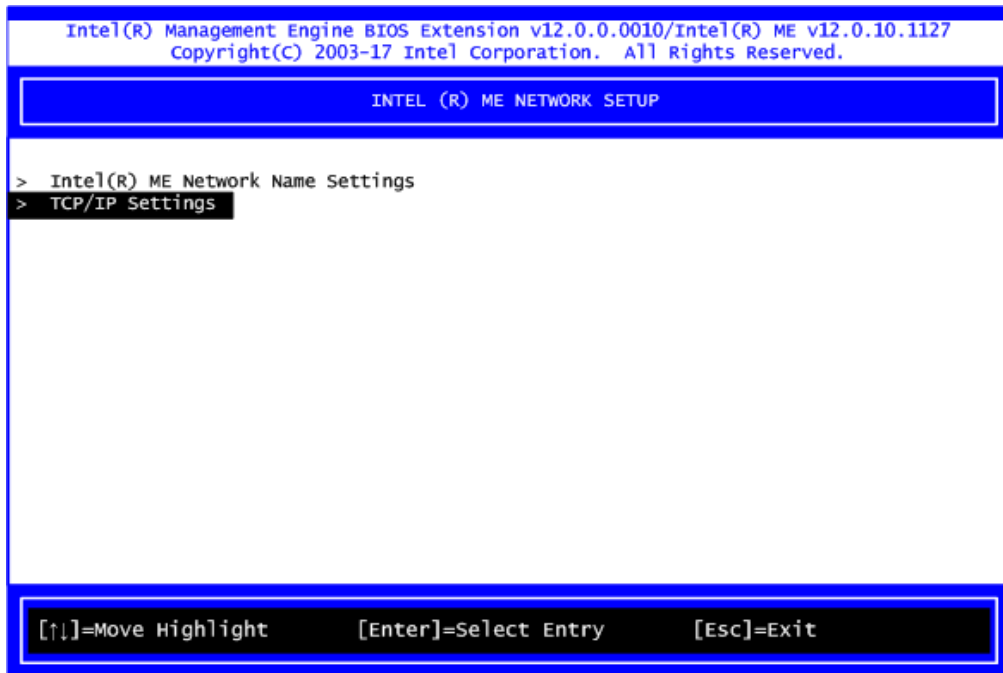 Intel(R) Management Engine BIOS Extension v12.0.0.0010/Intel(R) ME v12.0.10.1127
Copyright(C) 2003-17 Intel Corporation. All Rights Reserved.
INTEL (R) ME NETWORK SETUP
> Intel(R) ME Network Name Settings
> TCP/IP Settings
[↑↓]=Move Highlight [Enter]=Select Entry [Esc]=Exit